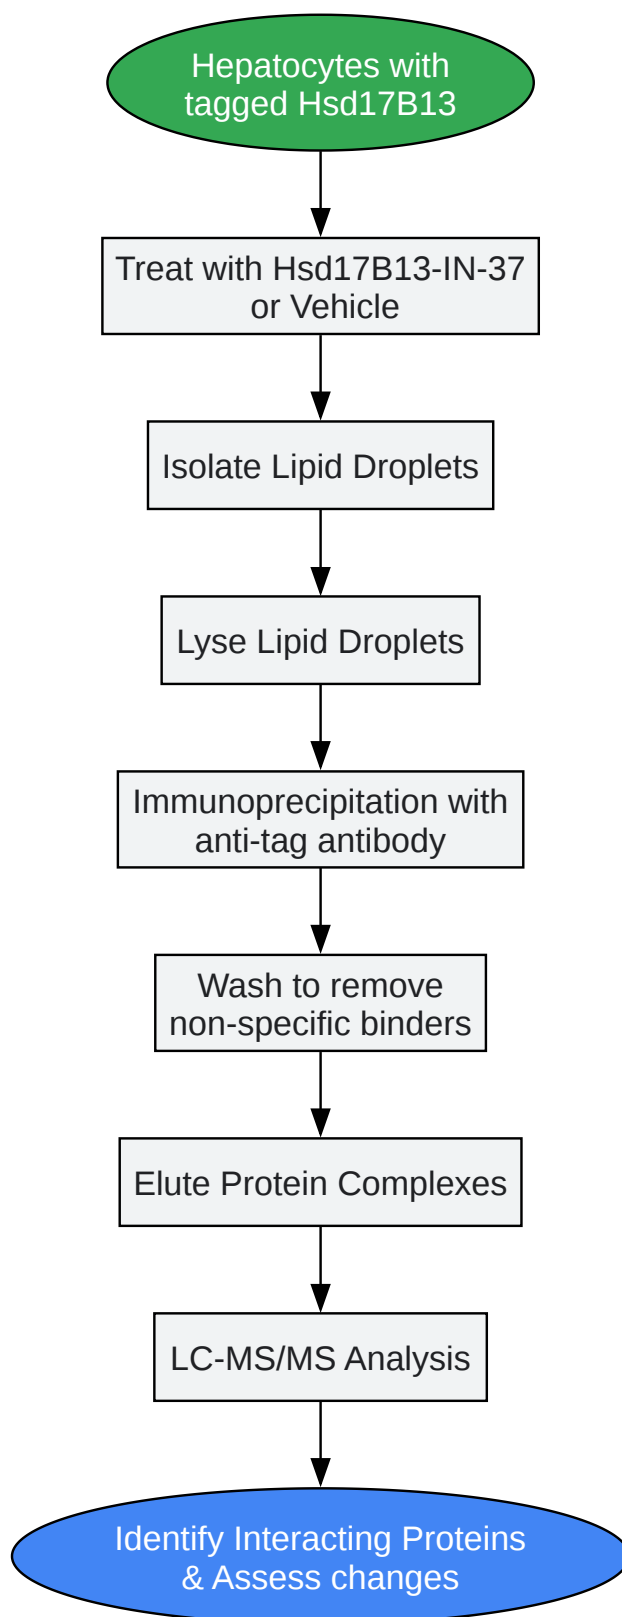 Hepatocytes with
tagged Hsd17B13
Treat with Hsd17B13-IN-37
or Vehicle
Isolate Lipid Droplets
Lyse Lipid Droplets
Immunoprecipitation with
anti-tag antibody
Wash to remove
non-specific binders
Elute Protein Complexes
LC-MS/MS Analysis
Identify Interacting Proteins
& Assess changes